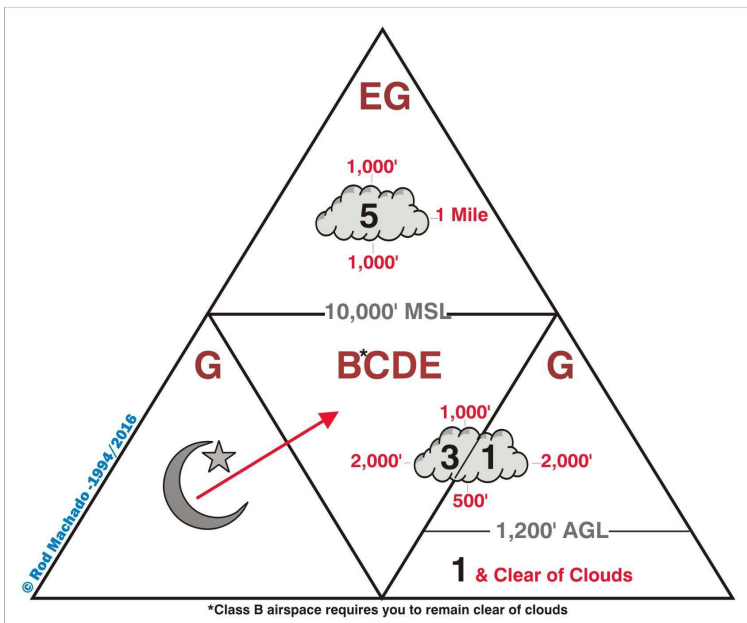 EG
1,000'
5
1 Mile
1,000'
10,000' MSL
G
B*CDE
G
1,000'
2,000'
3
1
2,000'
500'
1,200' AGL
1 & Clear of Clouds
© Rod Machado -1994/2016
*Class B airspace requires you to remain clear of clouds